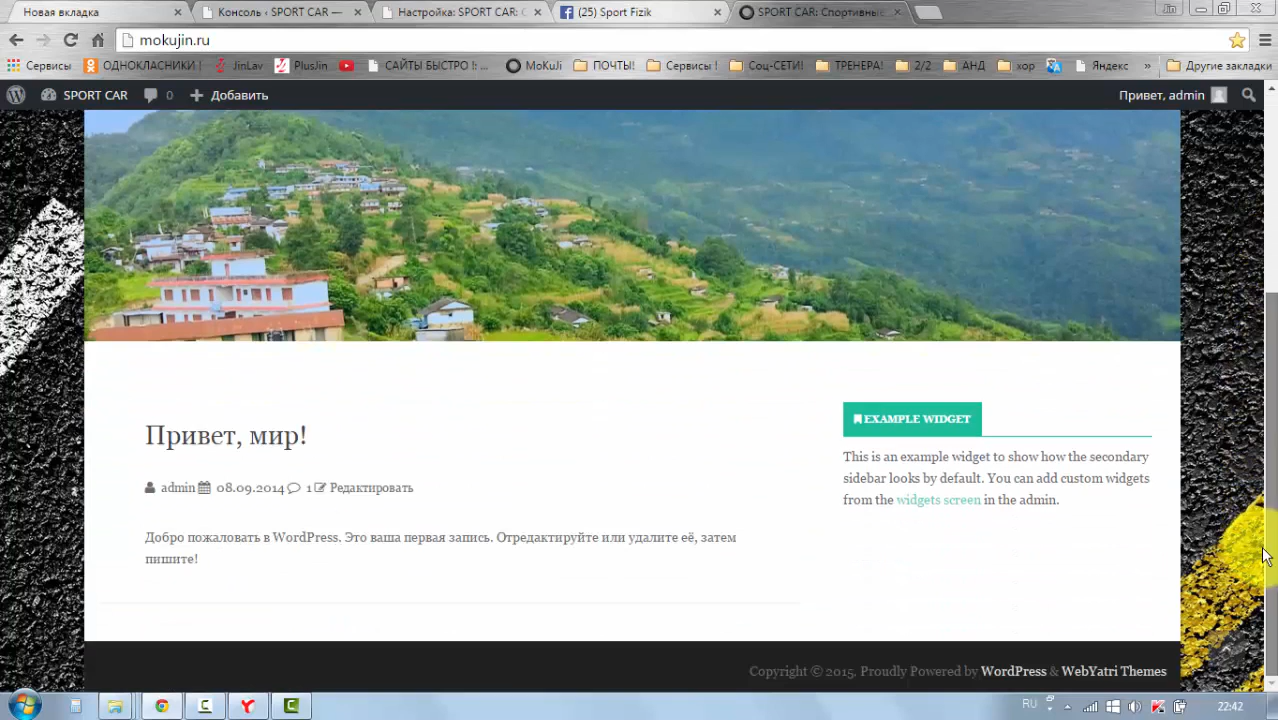 Новая вкладка
Консоль ‹ SPORT CAR —
Настройка: SPORT CAR: С
(25) Sport Fizik
SPORT CAR: Спортивные
Jin
mokujin.ru
Сервисы
ОДНОКЛАСНИКИ !
JinLav
PlusJin
САЙТЫ БЫСТРО !: ...
MoKuJi
ПОЧТЫ!
Сервисы !
Соц-СЕТИ!
ТРЕНЕРА!
2/2
АНД
хор
Яндекс
»
Другие закладки
SPORT CAR
0
Добавить
Привет, admin
Привет, мир!
admin 08.09.2014 1 Редактировать
Добро пожаловать в WordPress. Это ваша первая запись. Отредактируйте или удалите её, затем
пишите!
EXAMPLE WIDGET
This is an example widget to show how the secondary
sidebar looks by default. You can add custom widgets
from the widgets screen in the admin.
Copyright © 2015. Proudly Powered by WordPress & WebYatri Themes
RU
22:42